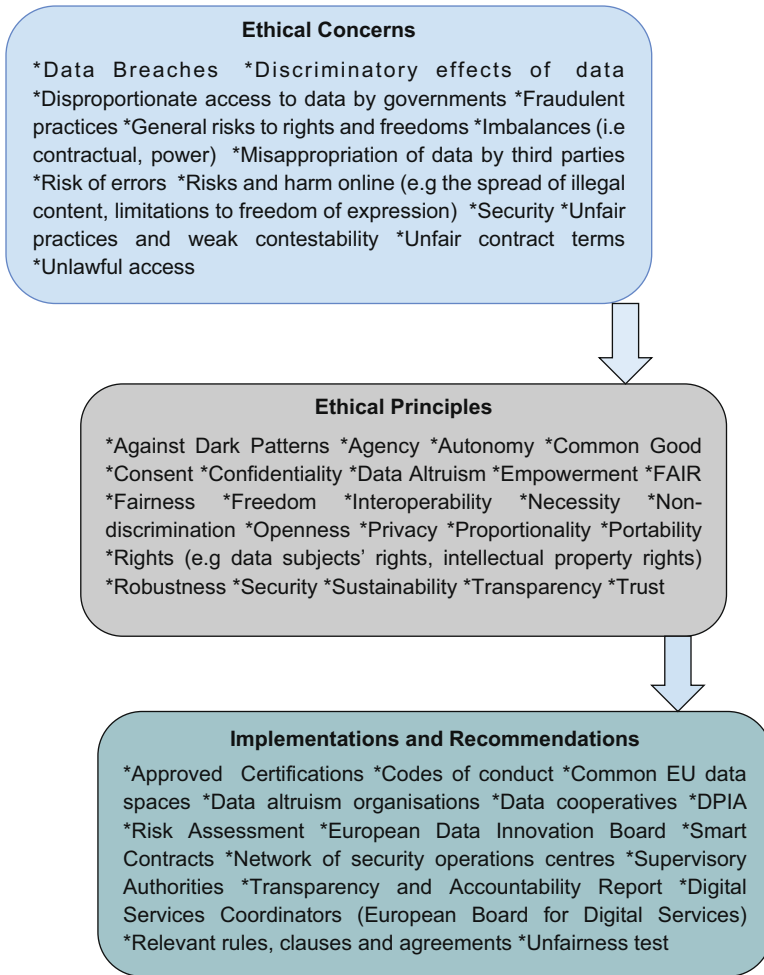 Ethical Concerns
*Data Breaches *Discriminatory effects of data
*Disproportionate access to data by governments *Fraudulent
practices *General risks to rights and freedoms *Imbalances (i.e
contractual, power) *Misappropriation of data by third parties
*Risk of errors *Risks and harm online (e.g the spread of illegal
content, limitations to freedom of expression) *Security *Unfair
practices and weak contestability *Unfair contract terms
*Unlawful access
Ethical Principles
*Against Dark Patterns *Agency *Autonomy *Common Good
*Consent *Confidentiality *Data Altruism *Empowerment *FAIR
*Fairness *Freedom *Interoperability *Necessity *Non-
discrimination *Openness *Privacy *Proportionality *Portability
*Rights (e.g data subjects’ rights, intellectual property rights)
*Robustness *Security *Sustainability *Transparency *Trust
Implementations and Recommendations
*Approved Certifications *Codes of conduct *Common EU data
spaces *Data altruism organisations *Data cooperatives *DPIA
*Risk Assessment *European Data Innovation Board *Smart
Contracts *Network of security operations centres *Supervisory
Authorities *Transparency and Accountability Report *Digital
Services Coordinators (European Board for Digital Services)
*Relevant rules, clauses and agreements *Unfairness test